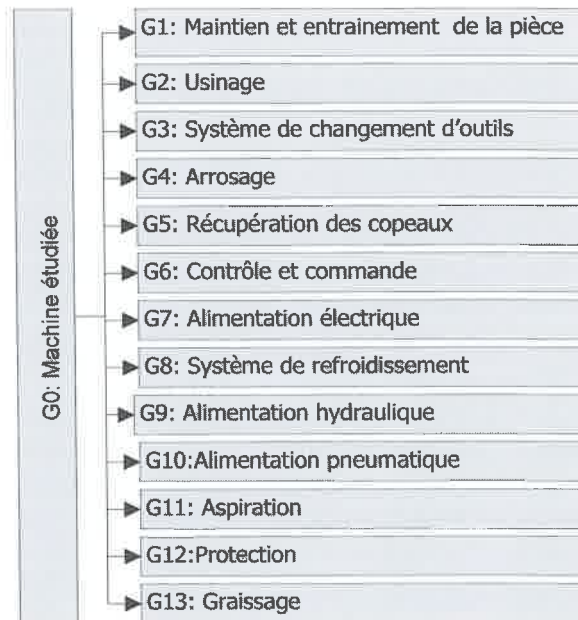 G0: Machine étudiée
G1: Maintien et entrainement de la pièce
G2: Usinage
G3: Système de changement d'outils
G4: Arrosage
G5: Récupération des copeaux
G6: Contrôle et commande
G7: Alimentation électrique
G8: Système de refroidissement
G9: Alimentation hydraulique
G10:Alimentation pneumatique
G11: Aspiration
G12:Protection
G13: Graissage